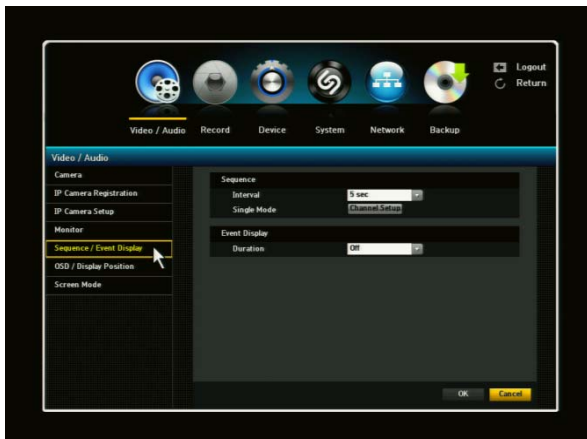 Logout
Return
Video / Audio Record Device System Network Backup
Video / Audio
Camera
IP Camera Registration
IP Camera Setup
Monitor
Sequence / Event Display
OSD / Display Position
Screen Mode
Sequence
Interval 5 sec
Single Mode Channel Setup
Event Display
Duration Off
OK Cancel